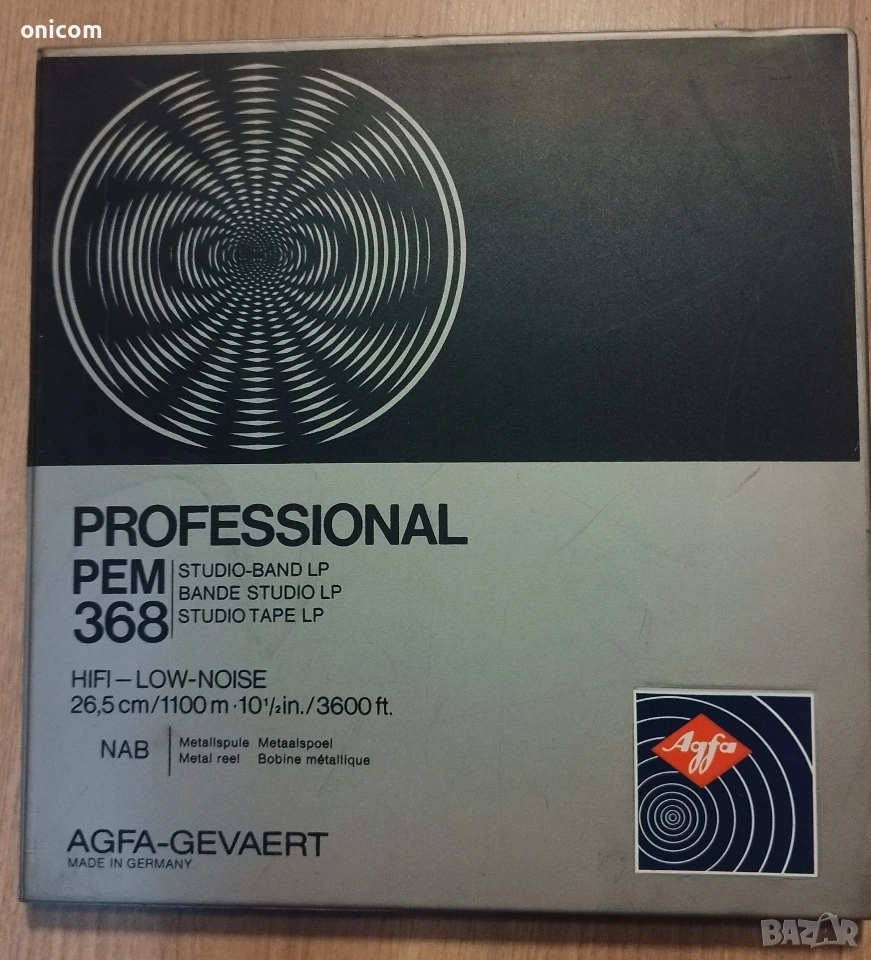 onicom
PROFESSIONAL
PEM 368
STUDIO-BAND LP
BANDE STUDIO LP
STUDIO TAPE LP
HIFI – LOW-NOISE
26,5 cm/1100 m · 10 1/2 in./3600 ft.
NAB
Metallspule Metaalspoel
Metal reel Bobine métallique
Agfa
AGFA-GEVAERT
MADE IN GERMANY
BAZAR